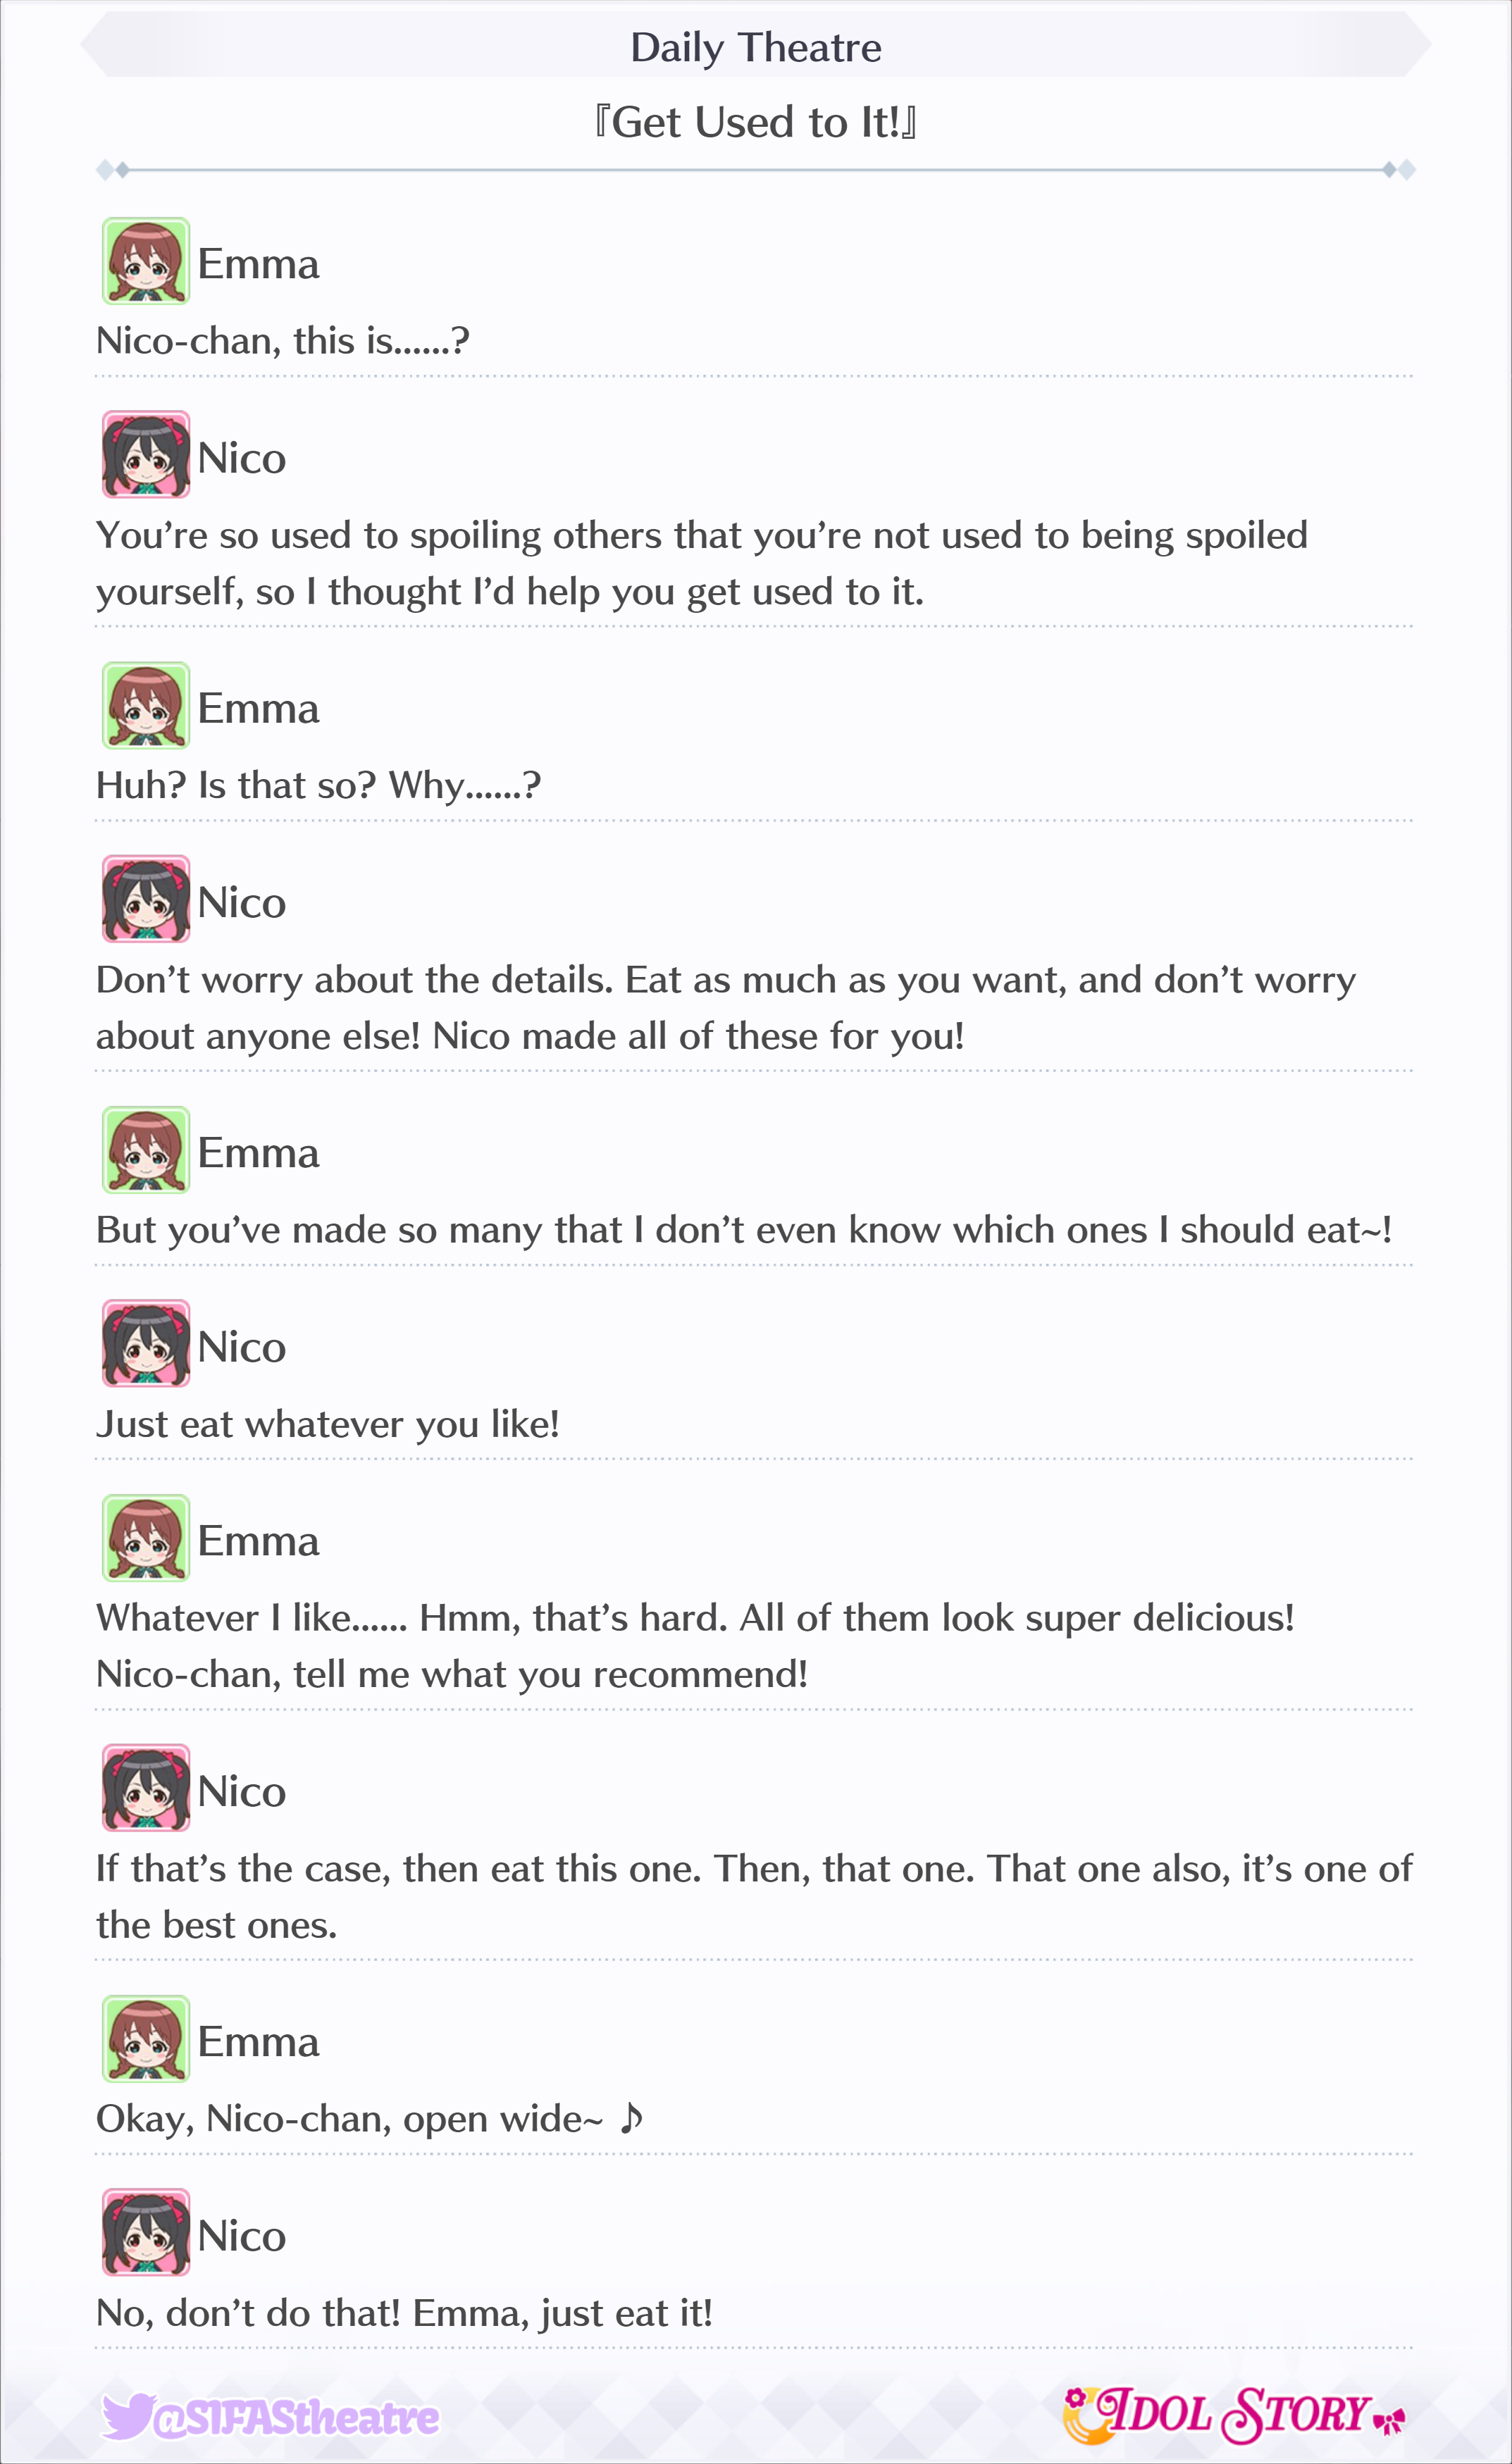 Daily Theatre
『Get Used to It!』
Emma
Nico-chan, this is......?
Nico
You’re so used to spoiling others that you’re not used to being spoiled
yourself, so I thought I’d help you get used to it.
Emma
Huh? Is that so? Why......?
Nico
Don’t worry about the details. Eat as much as you want, and don’t worry
about anyone else! Nico made all of these for you!
Emma
But you’ve made so many that I don’t even know which ones I should eat~!
Nico
Just eat whatever you like!
Emma
Whatever I like...... Hmm, that’s hard. All of them look super delicious!
Nico-chan, tell me what you recommend!
Nico
If that’s the case, then eat this one. Then, that one. That one also, it’s one of
the best ones.
Emma
Okay, Nico-chan, open wide~ ♪
Nico
No, don’t do that! Emma, just eat it!
@SIFAStheatre
IDOL STORY